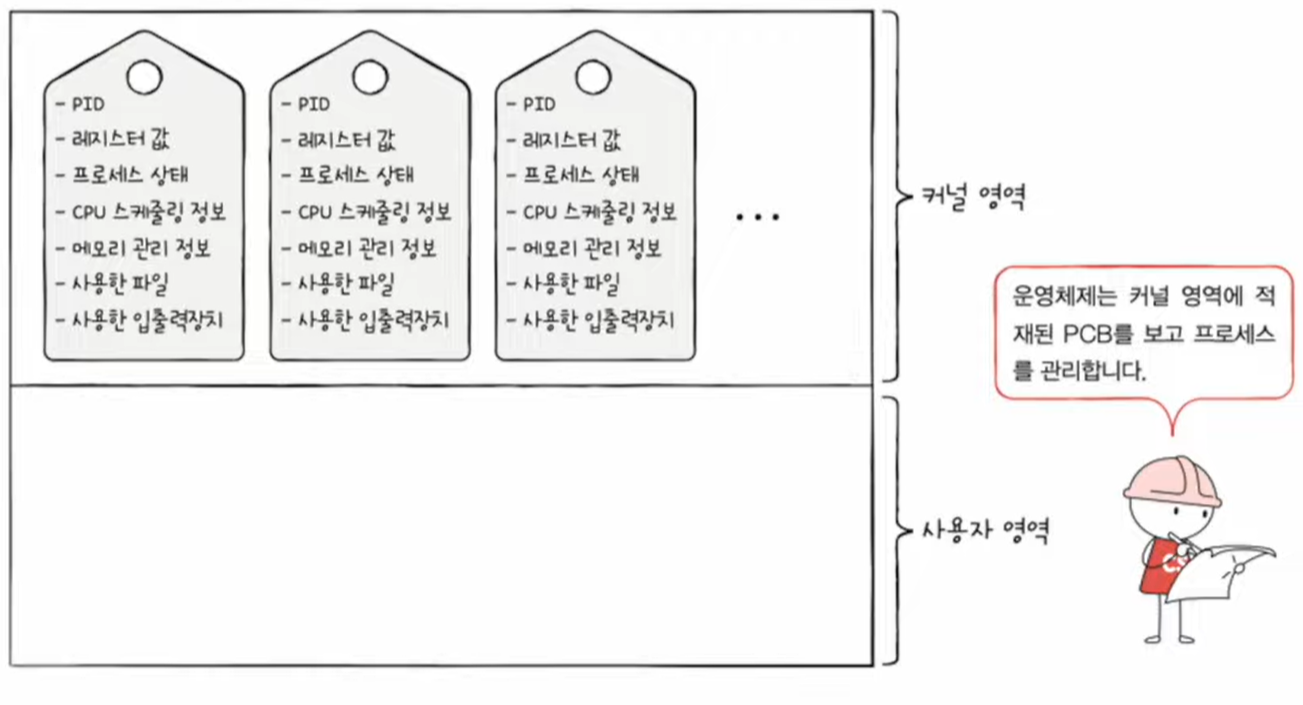 - PID
- 레지스터 값
- 프로세스 상태
- CPU 스케줄링 정보
- 메모리 관리 정보
- 사용한 파일
- 사용한 입출력장치
- PID
- 레지스터 값
- 프로세스 상태
- CPU 스케줄링 정보
- 메모리 관리 정보
- 사용한 파일
- 사용한 입출력장치
- PID
- 레지스터 값
- 프로세스 상태
- CPU 스케줄링 정보
- 메모리 관리 정보
- 사용한 파일
- 사용한 입출력장치
...
커널 영역
운영체제는 커널 영역에 적
재된 PCB를 보고 프로세스
를 관리합니다.
사용자 영역